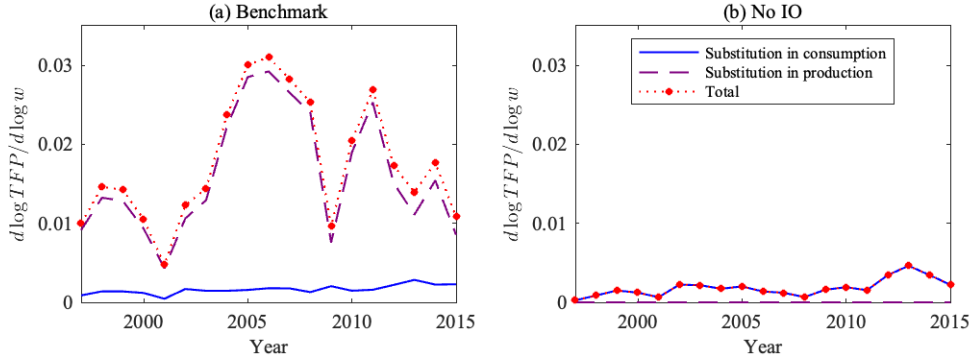 (a) Benchmark
d log TFP/d log w
0.03
0.02
0.01
0
2000
2005
2010
2015
Year
(b) No IO
Substitution in consumption
Substitution in production
Total
d log TFP/d log w
0.03
0.02
0.01
0
2000
2005
2010
2015
Year